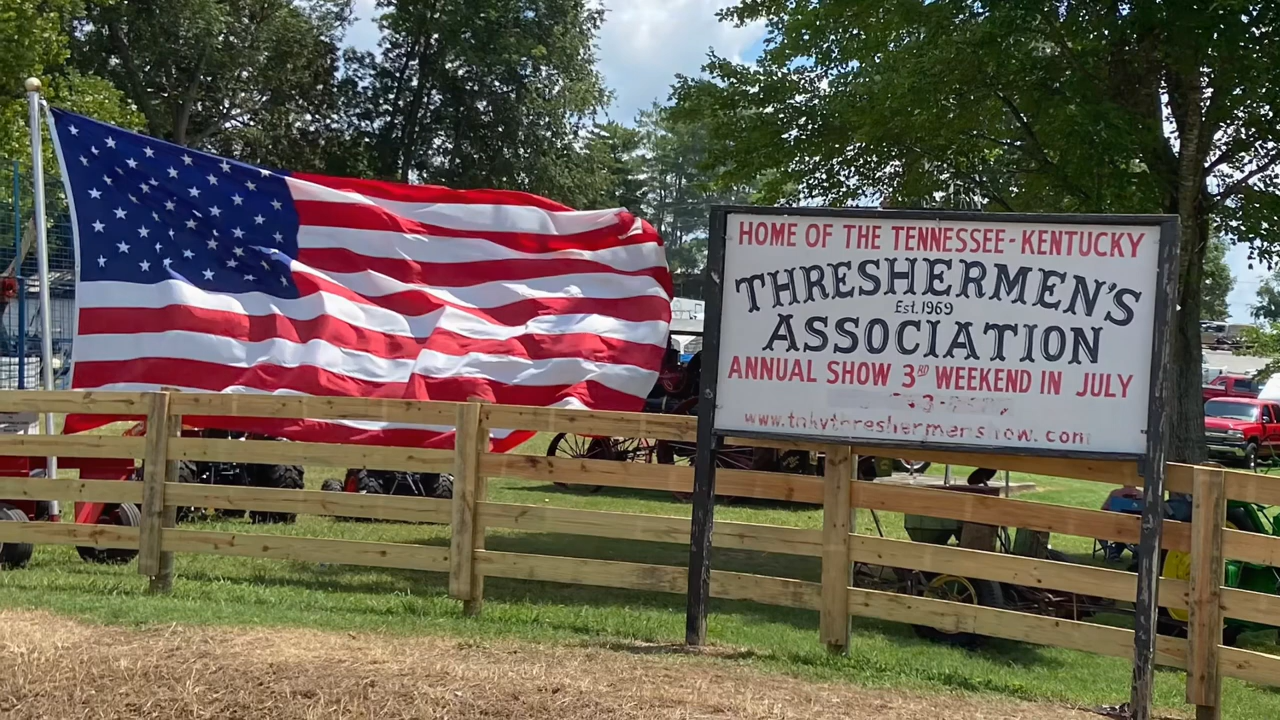 HOME OF THE TENNESSEE-KENTUCKY
THRESHERMEN'S
Est. 1969
ASSOCIATION
ANNUAL SHOW 3RD WEEKEND IN JULY
www.tnkythreshermenshow.com